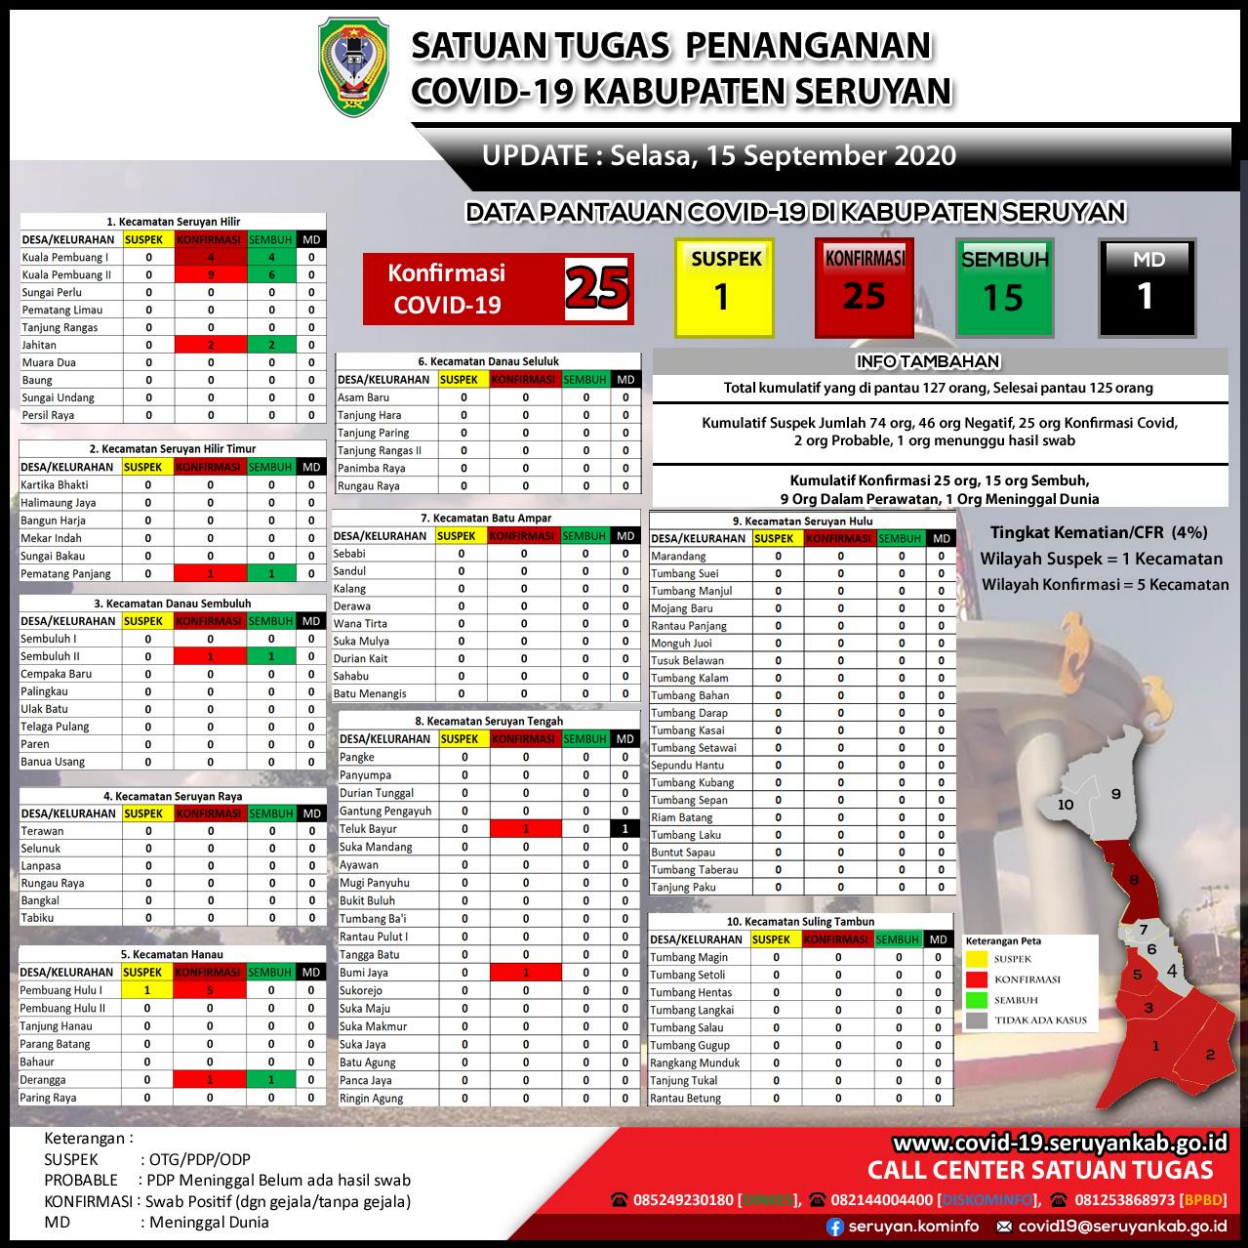 SATUAN TUGAS PENANGANAN
COVID-19 KABUPATEN SERUYAN
UPDATE : Selasa, 15 September 2020
DATA PANTAUAN COVID-19 DI KABUPATEN SERUYAN
Konfirmasi
COVID-19
25
SUSPEK
1
KONFIRMASI
25
SEMBUH
15
MD
1
INFO TAMBAHAN
Total kumulatif yang di pantau 127 orang, Selesai pantau 125 orang
Kumulatif Suspek Jumlah 74 org, 46 org Negatif, 25 org Konfirmasi Covid,
2 org Probable, 1 org menunggu hasil swab
Kumulatif Konfirmasi 25 org, 15 org Sembuh,
9 Org Dalam Perawatan, 1 Org Meninggal Dunia
Tingkat Kematian/CFR (4%)
Wilayah Suspek = 1 Kecamatan
Wilayah Konfirmasi = 5 Kecamatan
1. Kecamatan Seruyan Hilir
DESA/KELURAHAN SUSPEK KONFIRMASI SEMBUH MD
Kuala Pembuang I 0 4 4 0
Kuala Pembuang II 0 9 6 0
Sungai Perlu 0 0 0 0
Pematang Limau 0 0 0 0
Tanjung Rangas 0 0 0 0
Jahitan 0 2 2 0
Muara Dua 0 0 0 0
Baung 0 0 0 0
Sungai Undang 0 0 0 0
Persil Raya 0 0 0 0
2. Kecamatan Seruyan Hilir Timur
DESA/KELURAHAN SUSPEK KONFIRMASI SEMBUH MD
Kartika Bhakti 0 0 0 0
Halimaung Jaya 0 0 0 0
Bangun Harja 0 0 0 0
Mekar Indah 0 0 0 0
Sungai Bakau 0 0 0 0
Pematang Panjang 0 1 1 0
3. Kecamatan Danau Sembuluh
DESA/KELURAHAN SUSPEK KONFIRMASI SEMBUH MD
Sembuluh I 0 0 0 0
Sembuluh II 0 1 1 0
Cempaka Baru 0 0 0 0
Palingkau 0 0 0 0
Ulak Batu 0 0 0 0
Telaga Pulang 0 0 0 0
Paren 0 0 0 0
Banua Usang 0 0 0 0
4. Kecamatan Seruyan Raya
DESA/KELURAHAN SUSPEK KONFIRMASI SEMBUH MD
Terawan 0 0 0 0
Selunuk 0 0 0 0
Lanpasa 0 0 0 0
Rungau Raya 0 0 0 0
Bangkal 0 0 0 0
Tabiku 0 0 0 0
5. Kecamatan Hanau
DESA/KELURAHAN SUSPEK KONFIRMASI SEMBUH MD
Pembuang Hulu I 1 5 0 0
Pembuang Hulu II 0 0 0 0
Tanjung Hanau 0 0 0 0
Parang Batang 0 0 0 0
Bahaur 0 0 0 0
Derangga 0 1 1 0
Paring Raya 0 0 0 0
6. Kecamatan Danau Seluluk
DESA/KELURAHAN SUSPEK KONFIRMASI SEMBUH MD
Asam Baru 0 0 0 0
Tanjung Hara 0 0 0 0
Tanjung Paring 0 0 0 0
Tanjung Rangas II 0 0 0 0
Panimba Raya 0 0 0 0
Rungau Raya 0 0 0 0
7. Kecamatan Batu Ampar
DESA/KELURAHAN SUSPEK KONFIRMASI SEMBUH MD
Sebabi 0 0 0 0
Sandul 0 0 0 0
Kalang 0 0 0 0
Derawa 0 0 0 0
Wana Tirta 0 0 0 0
Suka Mulya 0 0 0 0
Durian Kait 0 0 0 0
Sahabu 0 0 0 0
Batu Menangis 0 0 0 0
8. Kecamatan Seruyan Tengah
DESA/KELURAHAN SUSPEK KONFIRMASI SEMBUH MD
Pangke 0 0 0 0
Panyumpa 0 0 0 0
Durian Tunggal 0 0 0 0
Gantung Pengayuh 0 0 0 0
Teluk Bayur 0 1 0 1
Suka Mandang 0 0 0 0
Ayawan 0 0 0 0
Mugi Panyuhu 0 0 0 0
Bukit Buluh 0 0 0 0
Tumbang Ba'i 0 0 0 0
Rantau Pulut I 0 0 0 0
Tangga Batu 0 0 0 0
Bumi Jaya 0 1 0 0
Sukorejo 0 0 0 0
Suka Maju 0 0 0 0
Suka Makmur 0 0 0 0
Suka Jaya 0 0 0 0
Batu Agung 0 0 0 0
Panca Jaya 0 0 0 0
Ringin Agung 0 0 0 0
9. Kecamatan Seruyan Hulu
DESA/KELURAHAN SUSPEK KONFIRMASI SEMBUH MD
Marandang 0 0 0 0
Tumbang Suei 0 0 0 0
Tumbang Manjul 0 0 0 0
Mojang Baru 0 0 0 0
Rantau Panjang 0 0 0 0
Monguh Juoi 0 0 0 0
Tusuk Belawan 0 0 0 0
Tumbang Kalam 0 0 0 0
Tumbang Bahan 0 0 0 0
Tumbang Darap 0 0 0 0
Tumbang Kasai 0 0 0 0
Tumbang Setawai 0 0 0 0
Sepundu Hantu 0 0 0 0
Tumbang Kubang 0 0 0 0
Tumbang Sepan 0 0 0 0
Riam Batang 0 0 0 0
Tumbang Laku 0 0 0 0
Buntut Sapau 0 0 0 0
Tumbang Taberau 0 0 0 0
Tanjung Paku 0 0 0 0
10. Kecamatan Suling Tambun
DESA/KELURAHAN SUSPEK KONFIRMASI SEMBUH MD
Tumbang Magin 0 0 0 0
Tumbang Setoli 0 0 0 0
Tumbang Hentas 0 0 0 0
Tumbang Langkai 0 0 0 0
Tumbang Salau 0 0 0 0
Tumbang Gugup 0 0 0 0
Rangkang Munduk 0 0 0 0
Tanjung Tukal 0 0 0 0
Rantau Betung 0 0 0 0
9
10
8
7
6
5
4
3
1
2
Keterangan Peta
SUSPEK
KONFIRMASI
SEMBUH
TIDAK ADA KASUS
Keterangan :
SUSPEK : OTG/PDP/ODP
PROBABLE : PDP Meninggal Belum ada hasil swab
KONFIRMASI : Swab Positif (dgn gejala/tanpa gejala)
MD : Meninggal Dunia
www.covid-19.seruyankab.go.id
CALL CENTER SATUAN TUGAS
085249230180 [DINKES], 082144004400 [DISKOMINFO], 081253868973 [BPBD]
seruyan.kominfo covid19@seruyankab.go.id